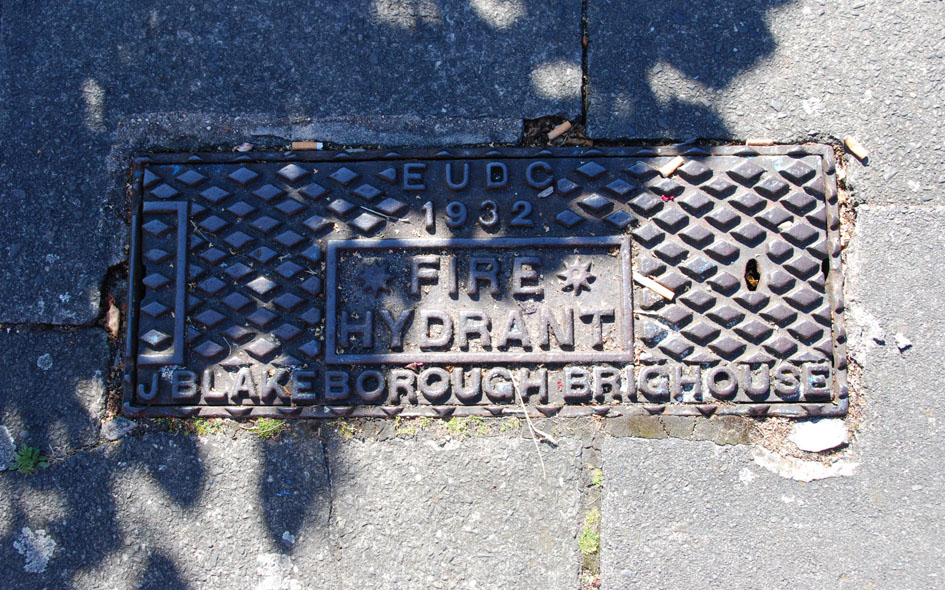 EUDC
1932
FIRE
HYDRANT
J BLAKEBOROUGH BRIGHOUSE